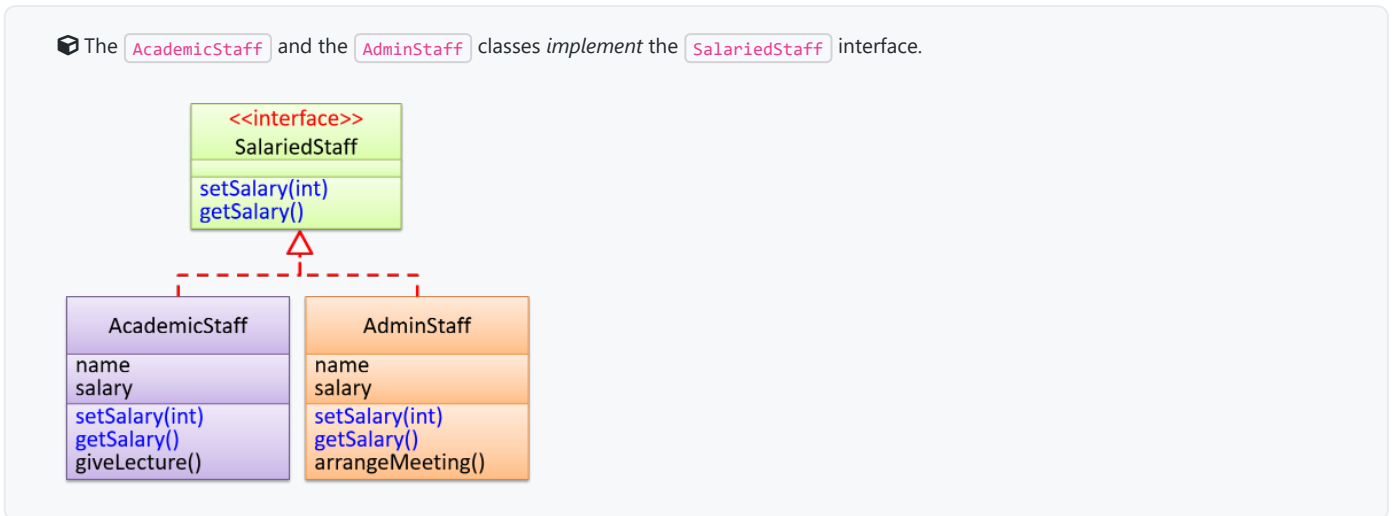 The AcademicStaff and the AdminStaff classes implement the SalariedStaff interface.
<<interface>>
SalariedStaff
setSalary(int)
getSalary()
AcademicStaff
name
salary
setSalary(int)
getSalary()
giveLecture()
AdminStaff
name
salary
setSalary(int)
getSalary()
arrangeMeeting()